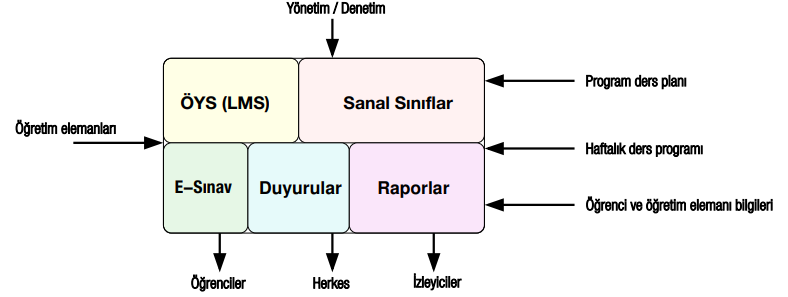 Yönetim / Denetim
ÖYS (LMS)
Sanal Sınıflar
Program ders planı
Öğretim elemanları
Haftalık ders programı
E–Sınav
Duyurular
Raporlar
Öğrenci ve öğretim elemanı bilgileri
Öğrenciler
Herkes
İzleyiciler